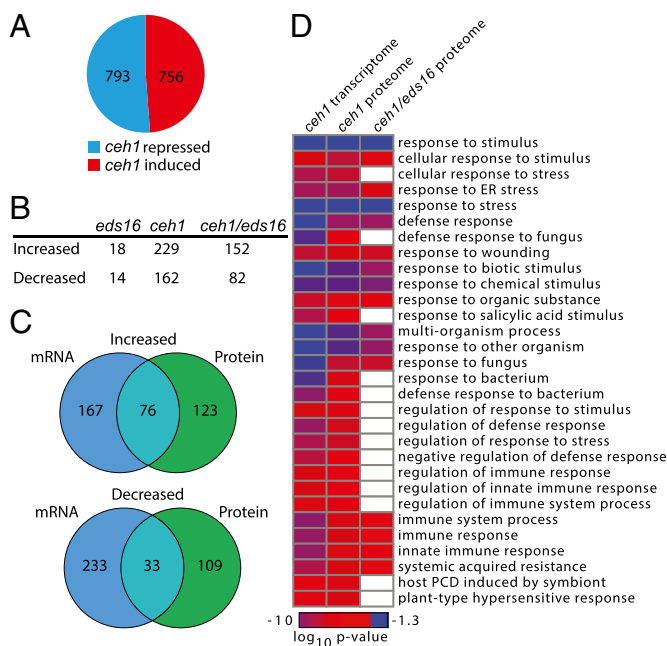 A
793
756
ceh1 repressed
ceh1 induced
B
eds16 ceh1 ceh1/eds16
Increased 18 229 152
Decreased 14 162 82
C
Increased
mRNA
Protein
167 76 123
Decreased
mRNA
Protein
233 33 109
D
ceh1 transcriptome
ceh1 proteome
ceh1/eds16 proteome
response to stimulus
cellular response to stimulus
cellular response to stress
response to ER stress
response to stress
defense response
defense response to fungus
response to wounding
response to biotic stimulus
response to chemical stimulus
response to organic substance
response to salicylic acid stimulus
multi-organism process
response to other organism
response to fungus
response to bacterium
defense response to bacterium
regulation of response to stimulus
regulation of defense response
regulation of response to stress
negative regulation of defense response
regulation of immune response
regulation of innate immune response
regulation of immune system process
immune system process
immune response
innate immune response
systemic acquired resistance
host PCD induced by symbiont
plant-type hypersensitive response
-10 -1.3
log10 p-value